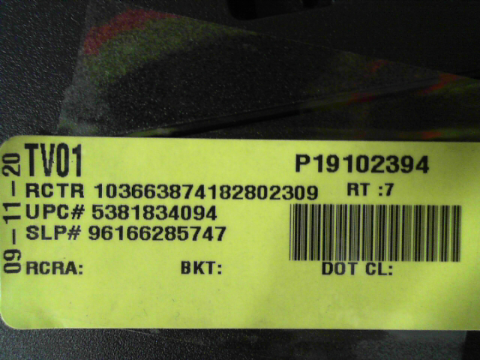 09-11-20
TV01 P19102394
RCTR 103663874182802309 RT :7
UPC# 5381834094
SLP# 96166285747
RCRA: BKT: DOT CL: